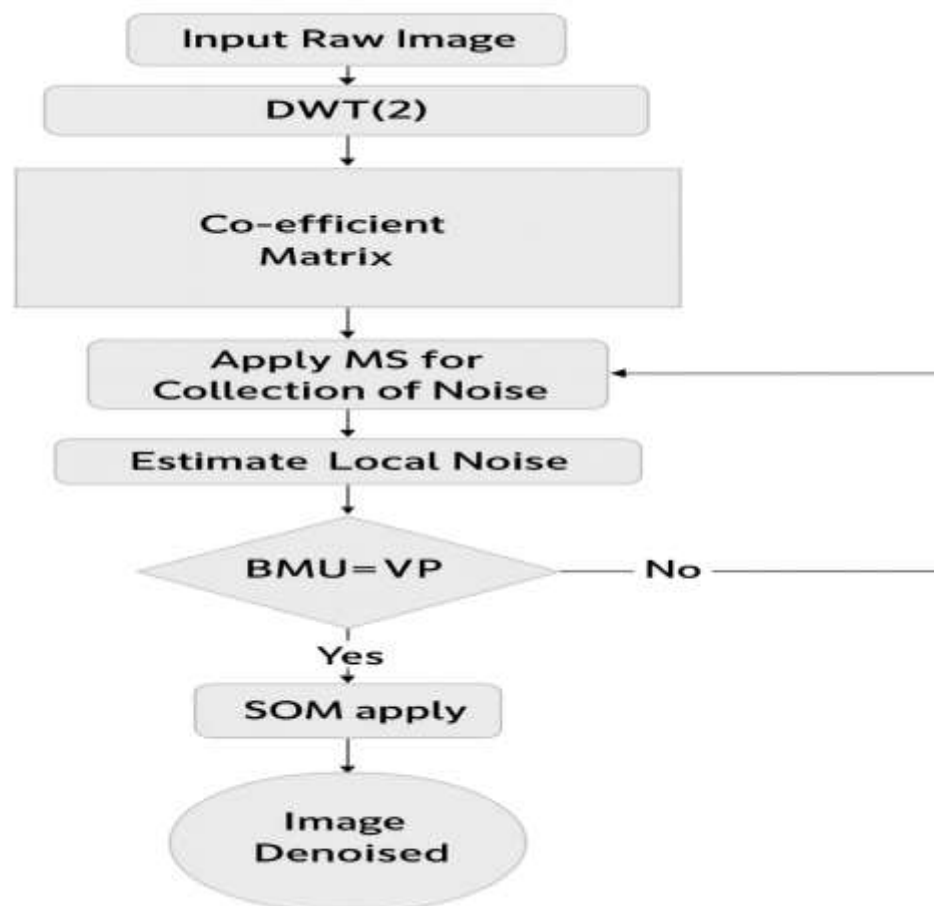 Input Raw Image
DWT(2)
Co-efficient
Matrix
Apply MS for
Collection of Noise
Estimate Local Noise
BMU=VP
No
Yes
SOM apply
Image
Denoised